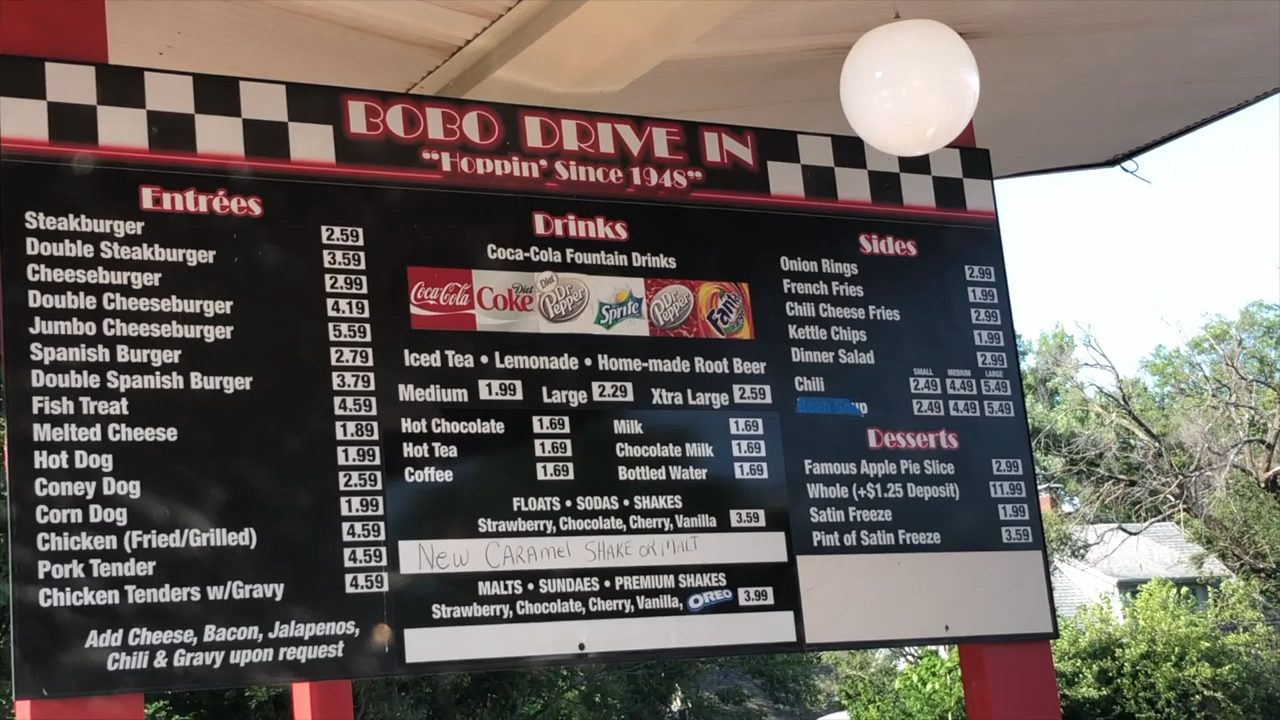 BOBO DRIVE IN
"Hoppin' Since 1948"
Entrées
Steakburger 2.59
Double Steakburger 3.59
Cheeseburger 2.99
Double Cheeseburger 4.19
Jumbo Cheeseburger 5.59
Spanish Burger 2.79
Double Spanish Burger 3.79
Fish Treat 4.59
Melted Cheese 1.89
Hot Dog 1.99
Coney Dog 2.59
Corn Dog 1.99
Chicken (Fried/Grilled) 4.59
Pork Tender 4.59
Chicken Tenders w/Gravy 4.59
Add Cheese, Bacon, Jalapenos,
Chili & Gravy upon request
Drinks
Coca-Cola Fountain Drinks
Coca-Cola Diet Coke Diet Dr Pepper Sprite Dr Pepper Fanta
Iced Tea • Lemonade • Home-made Root Beer
Medium 1.99 Large 2.29 Xtra Large 2.59
Hot Chocolate 1.69 Milk 1.69
Hot Tea 1.69 Chocolate Milk 1.69
Coffee 1.69 Bottled Water 1.69
FLOATS • SODAS • SHAKES
Strawberry, Chocolate, Cherry, Vanilla 3.59
New CARAmel SHAKE OR MALT
MALTS • SUNDAES • PREMIUM SHAKES
Strawberry, Chocolate, Cherry, Vanilla, OREO 3.99
Sides
Onion Rings 2.99
French Fries 1.99
Chili Cheese Fries 2.99
Kettle Chips 1.99
Dinner Salad 2.99
SMALL MEDIUM LARGE
Chili 2.49 4.49 5.49
Bean Soup 2.49 4.49 5.49
Desserts
Famous Apple Pie Slice 2.99
Whole (+$1.25 Deposit) 11.99
Satin Freeze 1.99
Pint of Satin Freeze 3.59